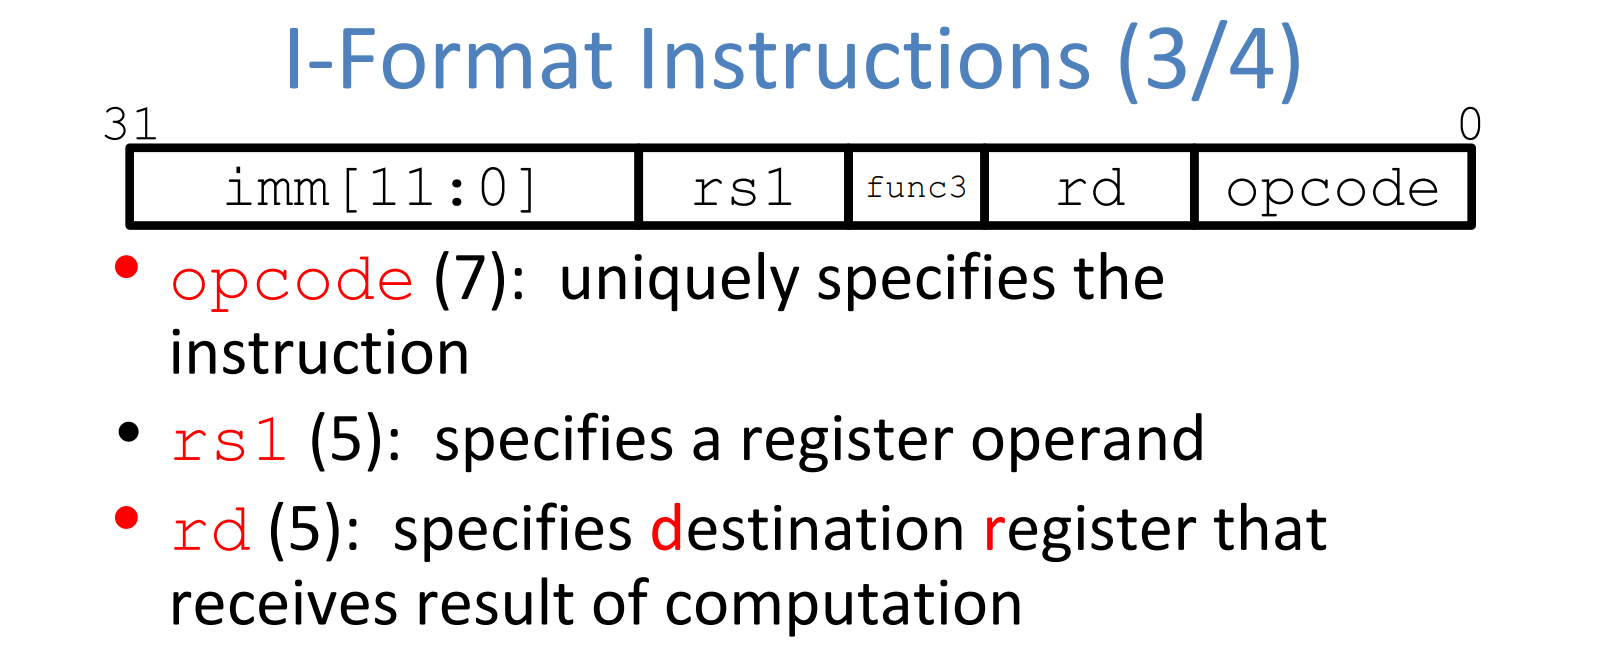 I-Format Instructions (3/4)
31 0
imm[11:0] rs1 func3 rd opcode
• opcode (7): uniquely specifies the
instruction
• rs1 (5): specifies a register operand
• rd (5): specifies destination register that
receives result of computation